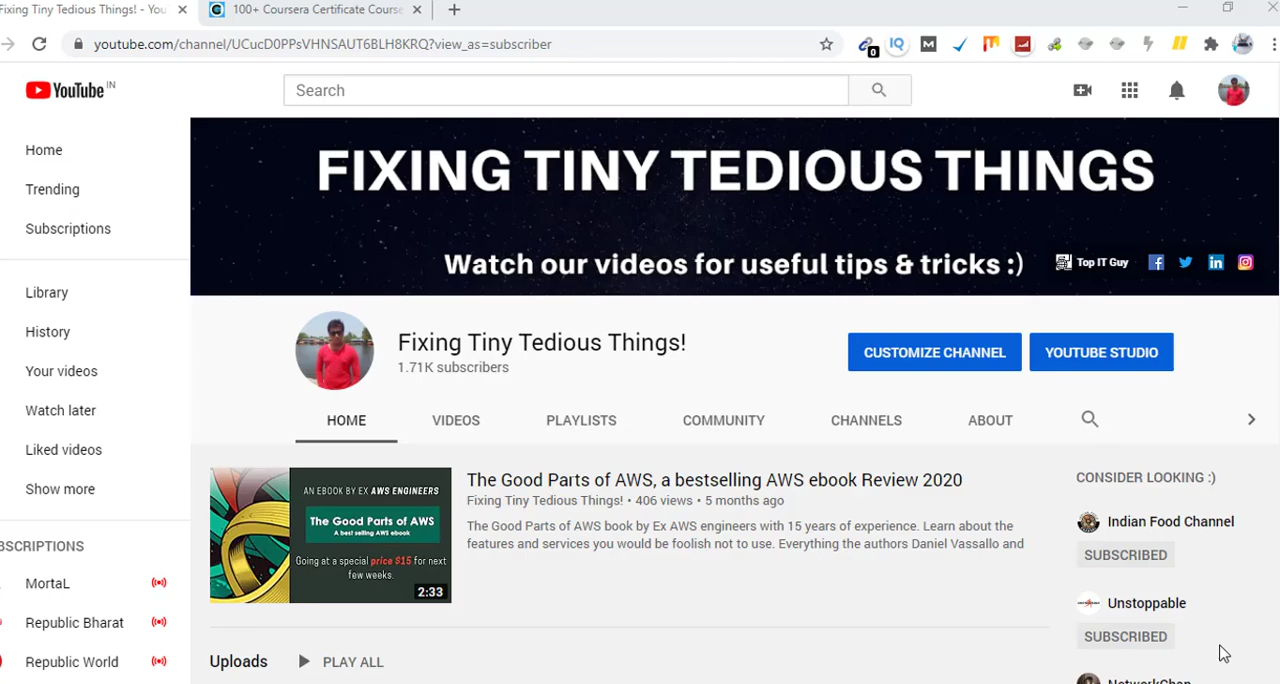 Fixing Tiny Tedious Things! - You
100+ Coursera Certificate Course
youtube.com/channel/UCucD0PPsVHNSAUT6BLH8KRQ?view_as=subscriber
0
IQ
M
YouTube IN
Search
Home
Trending
Subscriptions
Library
History
Your videos
Watch later
Liked videos
Show more
BSCRIPTIONS
MortaL
Republic Bharat
Republic World
FIXING TINY TEDIOUS THINGS
Watch our videos for useful tips & tricks :)
Top IT Guy
Fixing Tiny Tedious Things!
1.71K subscribers
CUSTOMIZE CHANNEL
YOUTUBE STUDIO
HOME VIDEOS PLAYLISTS COMMUNITY CHANNELS ABOUT
AN EBOOK BY EX AWS ENGINEERS
The Good Parts of AWS
A best selling AWS ebook
Going at a special price $15 for next
few weeks.
2:33
The Good Parts of AWS, a bestselling AWS ebook Review 2020
Fixing Tiny Tedious Things! • 406 views • 5 months ago
The Good Parts of AWS book by Ex AWS engineers with 15 years of experience. Learn about the
features and services you would be foolish not to use. Everything the authors Daniel Vassallo and
CONSIDER LOOKING :)
Indian Food Channel
SUBSCRIBED
Unstoppable
SUBSCRIBED
Uploads
PLAY ALL